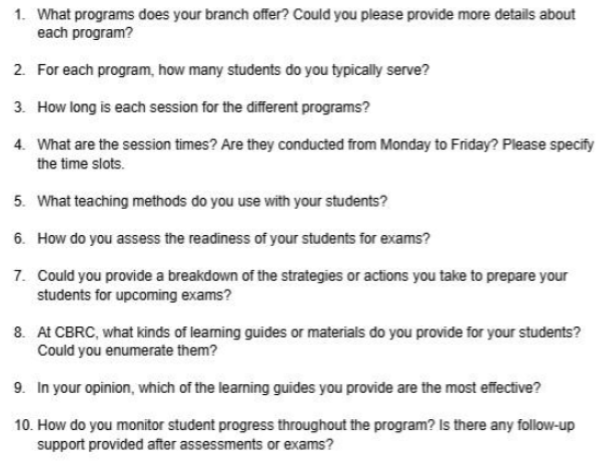 1. What programs does your branch offer? Could you please provide more details about
each program?
2. For each program, how many students do you typically serve?
3. How long is each session for the different programs?
4. What are the session times? Are they conducted from Monday to Friday? Please specify
the time slots.
5. What teaching methods do you use with your students?
6. How do you assess the readiness of your students for exams?
7. Could you provide a breakdown of the strategies or actions you take to prepare your
students for upcoming exams?
8. At CBRC, what kinds of learning guides or materials do you provide for your students?
Could you enumerate them?
9. In your opinion, which of the learning guides you provide are the most effective?
10. How do you monitor student progress throughout the program? Is there any follow-up
support provided after assessments or exams?